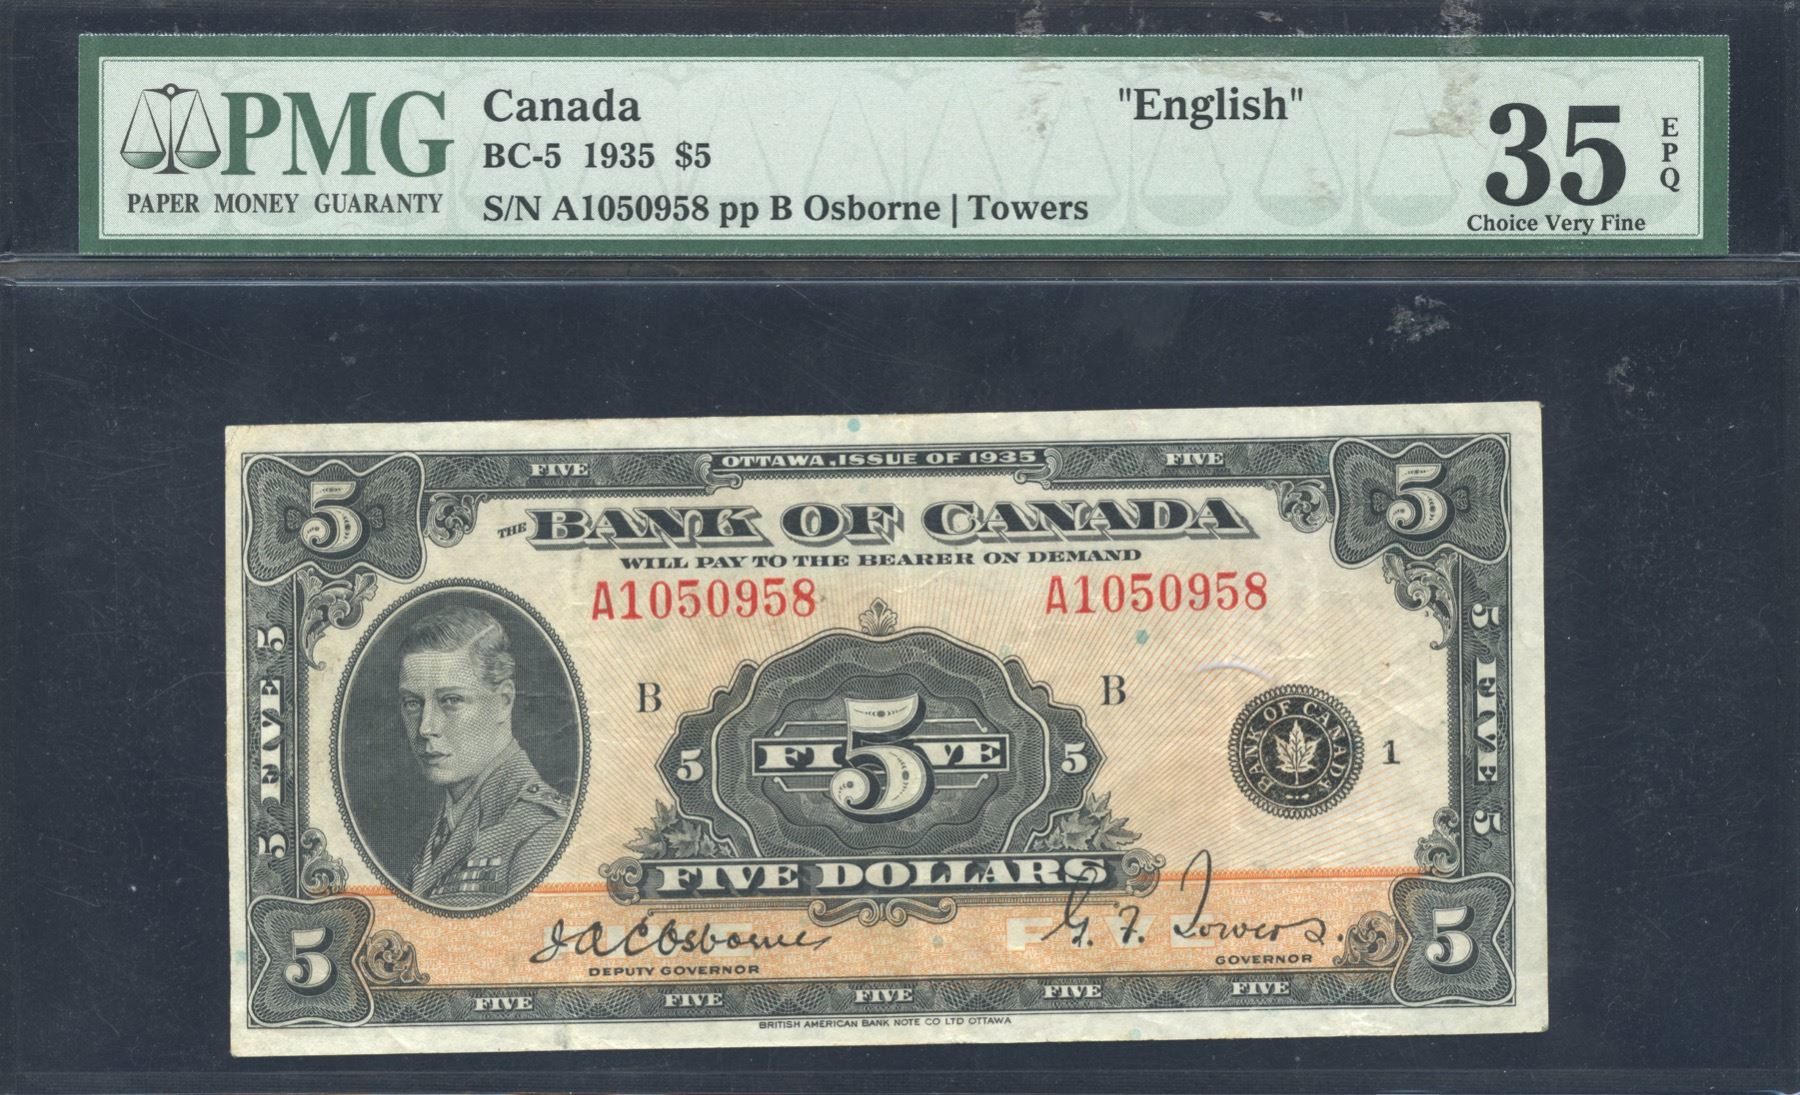 PMG
PAPER MONEY GUARANTY
Canada
"English"
BC-5 1935 $5
S/N A1050958 pp B Osborne | Towers
35
EPQ
Choice Very Fine
FIVE
OTTAWA, ISSUE OF 1935
FIVE
5
5
THE BANK OF CANADA
WILL PAY TO THE BEARER ON DEMAND
A1050958
A1050958
B
B
5 FIVE 5
5 FIVE 5
5
FIVE
5
5
BANK OF CANADA
1
FIVE DOLLARS
FIVE
J A C Osborne
DEPUTY GOVERNOR
G. F. Towers.
GOVERNOR
5
5
FIVE
FIVE
FIVE
FIVE
FIVE
BRITISH AMERICAN BANK NOTE CO LTD OTTAWA